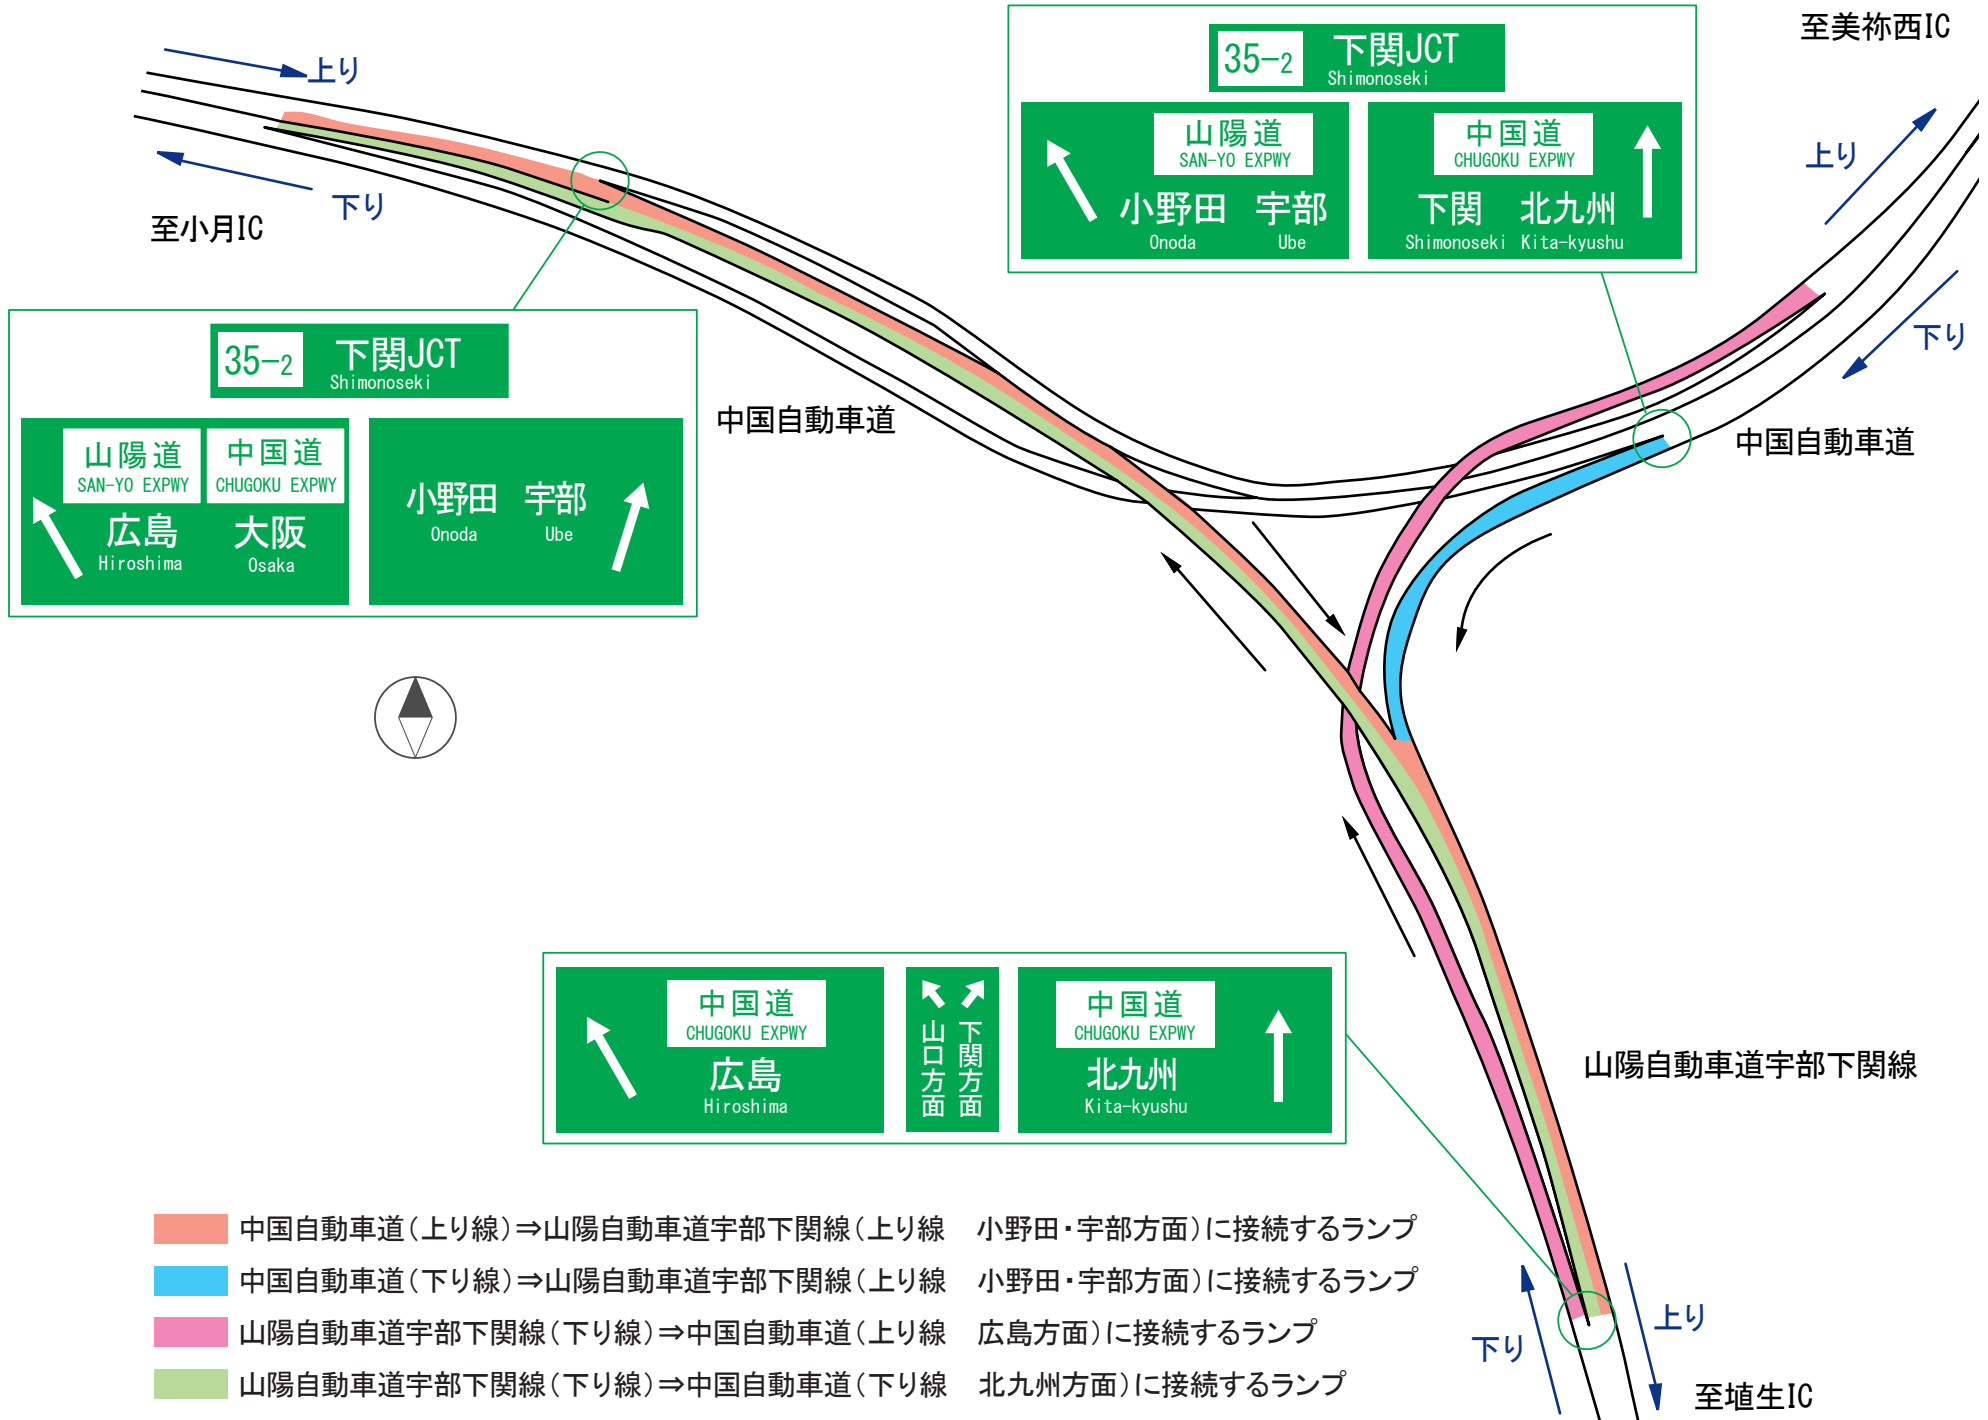 至美祢西IC
上り
下り
至小月IC
35-2 下関JCT
Shimonoseki
山陽道
SAN-YO EXPWY
小野田 宇部
Onoda Ube
中国道
CHUGOKU EXPWY
下関 北九州
Shimonoseki Kita-kyushu
上り
下り
35-2 下関JCT
Shimonoseki
山陽道 中国道
SAN-YO EXPWY CHUGOKU EXPWY
広島 大阪
Hiroshima Osaka
小野田 宇部
Onoda Ube
中国自動車道
中国自動車道
中国道
CHUGOKU EXPWY
広島
Hiroshima
山口方面
下関方面
中国道
CHUGOKU EXPWY
北九州
Kita-kyushu
山陽自動車道宇部下関線
中国自動車道(上り線)⇒山陽自動車道宇部下関線(上り線 小野田・宇部方面)に接続するランプ
中国自動車道(下り線)⇒山陽自動車道宇部下関線(上り線 小野田・宇部方面)に接続するランプ
山陽自動車道宇部下関線(下り線)⇒中国自動車道(上り線 広島方面)に接続するランプ
山陽自動車道宇部下関線(下り線)⇒中国自動車道(下り線 北九州方面)に接続するランプ
上り
下り
至埴生IC